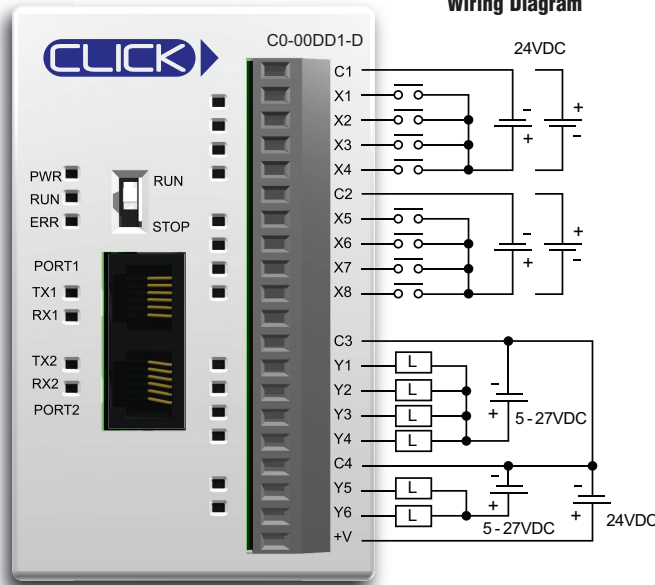 Wiring Diagram
CLICK
C0-00DD1-D
24VDC
C1
X1
X2
X3
X4
C2
X5
X6
X7
X8
C3
Y1
Y2
Y3
Y4
C4
Y5
Y6
+V
PWR
RUN
ERR
RUN
STOP
PORT1
TX1
RX1
TX2
RX2
PORT2
- +
+ -
- +
+ -
L
L
L
L
-
+ 5-27VDC
L
L
-
+
5-27VDC
-
+ 24VDC